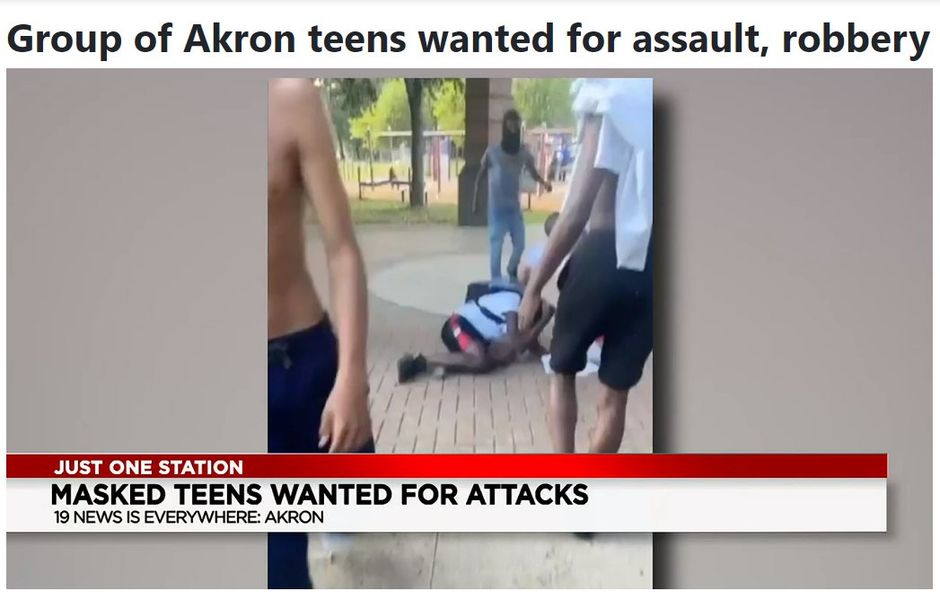 Group of Akron teens wanted for assault, robbery
JUST ONE STATION
MASKED TEENS WANTED FOR ATTACKS
19 NEWS IS EVERYWHERE: AKRON